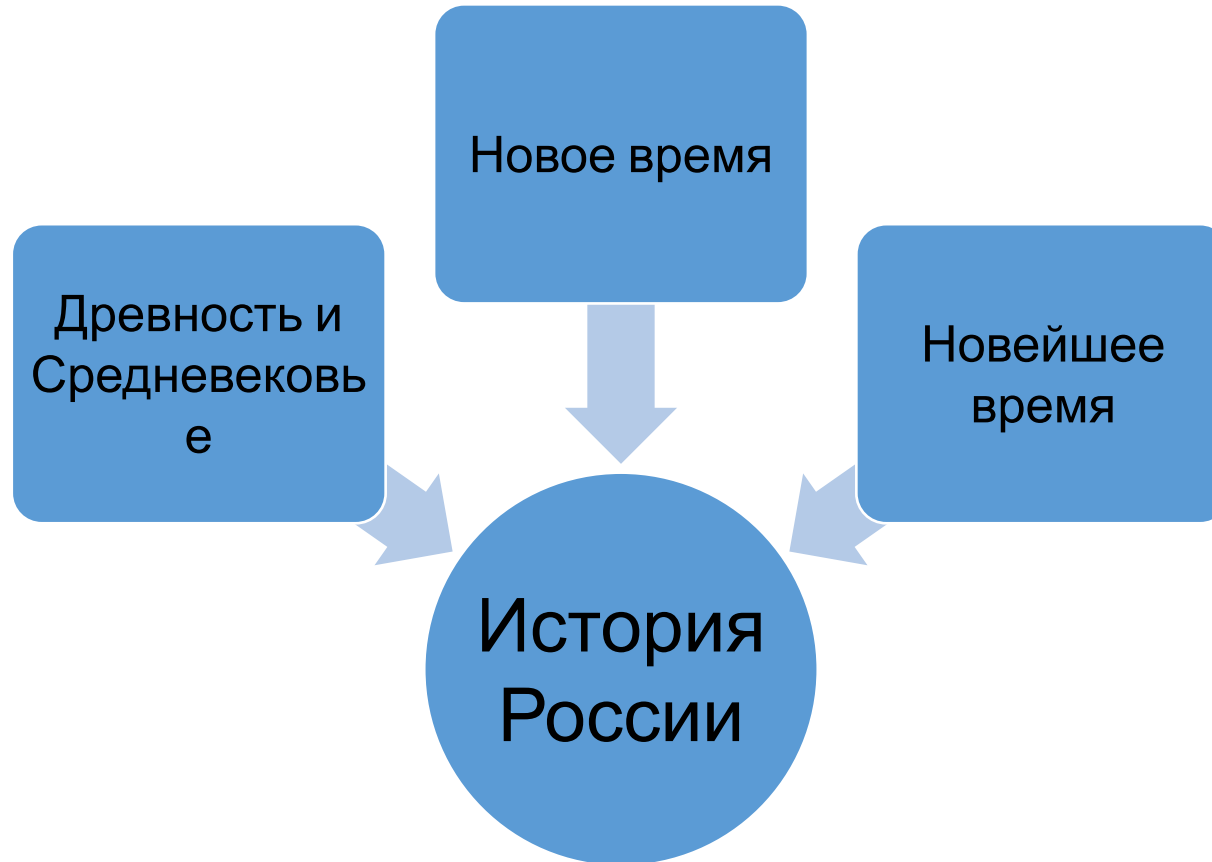 Новое время
Древность и
Средневековь
е
Новейшее
время
История
России